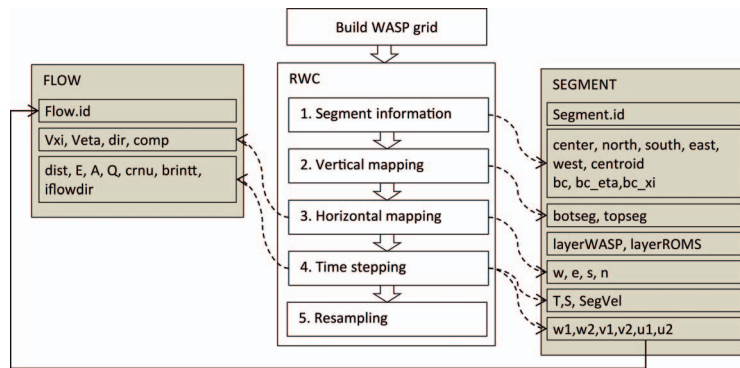 Build WASP grid
FLOW
Flow.id
Vxi, Veta, dir, comp
dist, E, A, Q, crnu, brintt,
iflowdir
RWC
1. Segment information
2. Vertical mapping
3. Horizontal mapping
4. Time stepping
5. Resampling
SEGMENT
Segment.id
center, north, south, east,
west, centroid
bc, bc_eta,bc_xi
botseg, topseg
layerWASP, layerROMS
w, e, s, n
T,S, SegVel
w1,w2,v1,v2,u1,u2